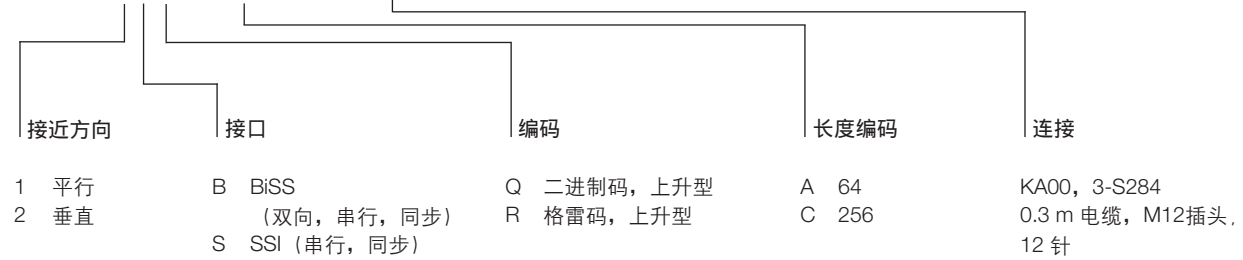 接近方向 接口 编码 长度编码 连接
1 平行 B BiSS Q 二进制码，上升型 A 64 KA00，3-S284
2 垂直 （双向，串行，同步） R 格雷码，上升型 C 256 0.3 m 电缆，M12插头，
S SSI（串行，同步） 12 针